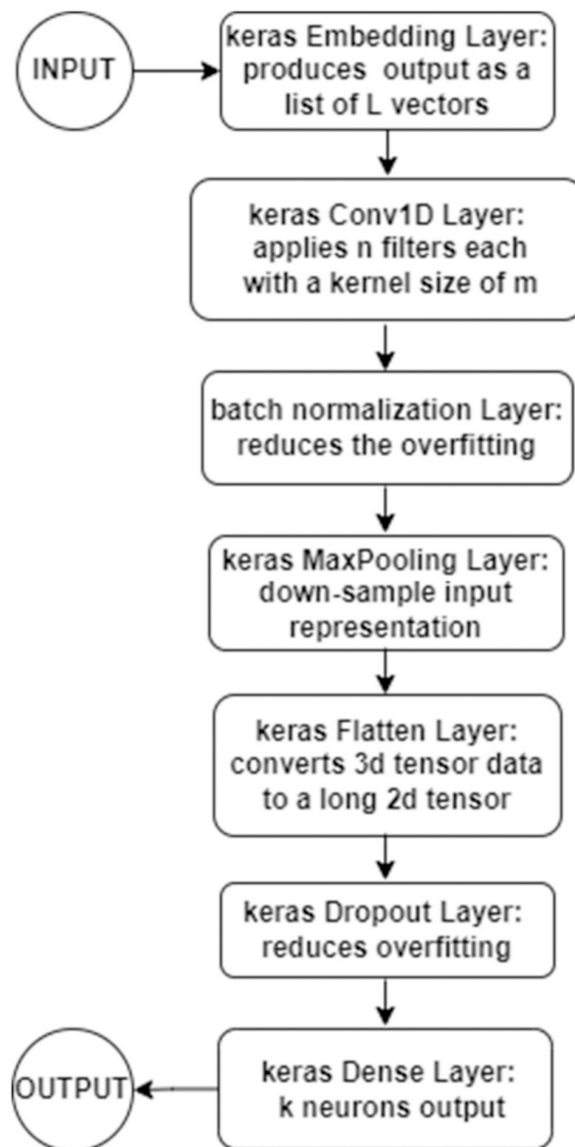 INPUT
keras Embedding Layer:
produces output as a
list of L vectors
keras Conv1D Layer:
applies n filters each
with a kernel size of m
batch normalization Layer:
reduces the overfitting
keras MaxPooling Layer:
down-sample input
representation
keras Flatten Layer:
converts 3d tensor data
to a long 2d tensor
keras Dropout Layer:
reduces overfitting
keras Dense Layer:
k neurons output
OUTPUT